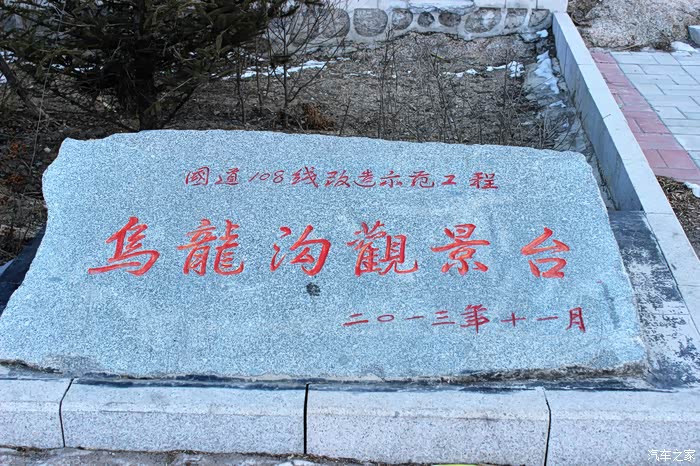 國道108线改造示范工程
烏龍沟觀景台
二〇一三年十一月
汽车之家